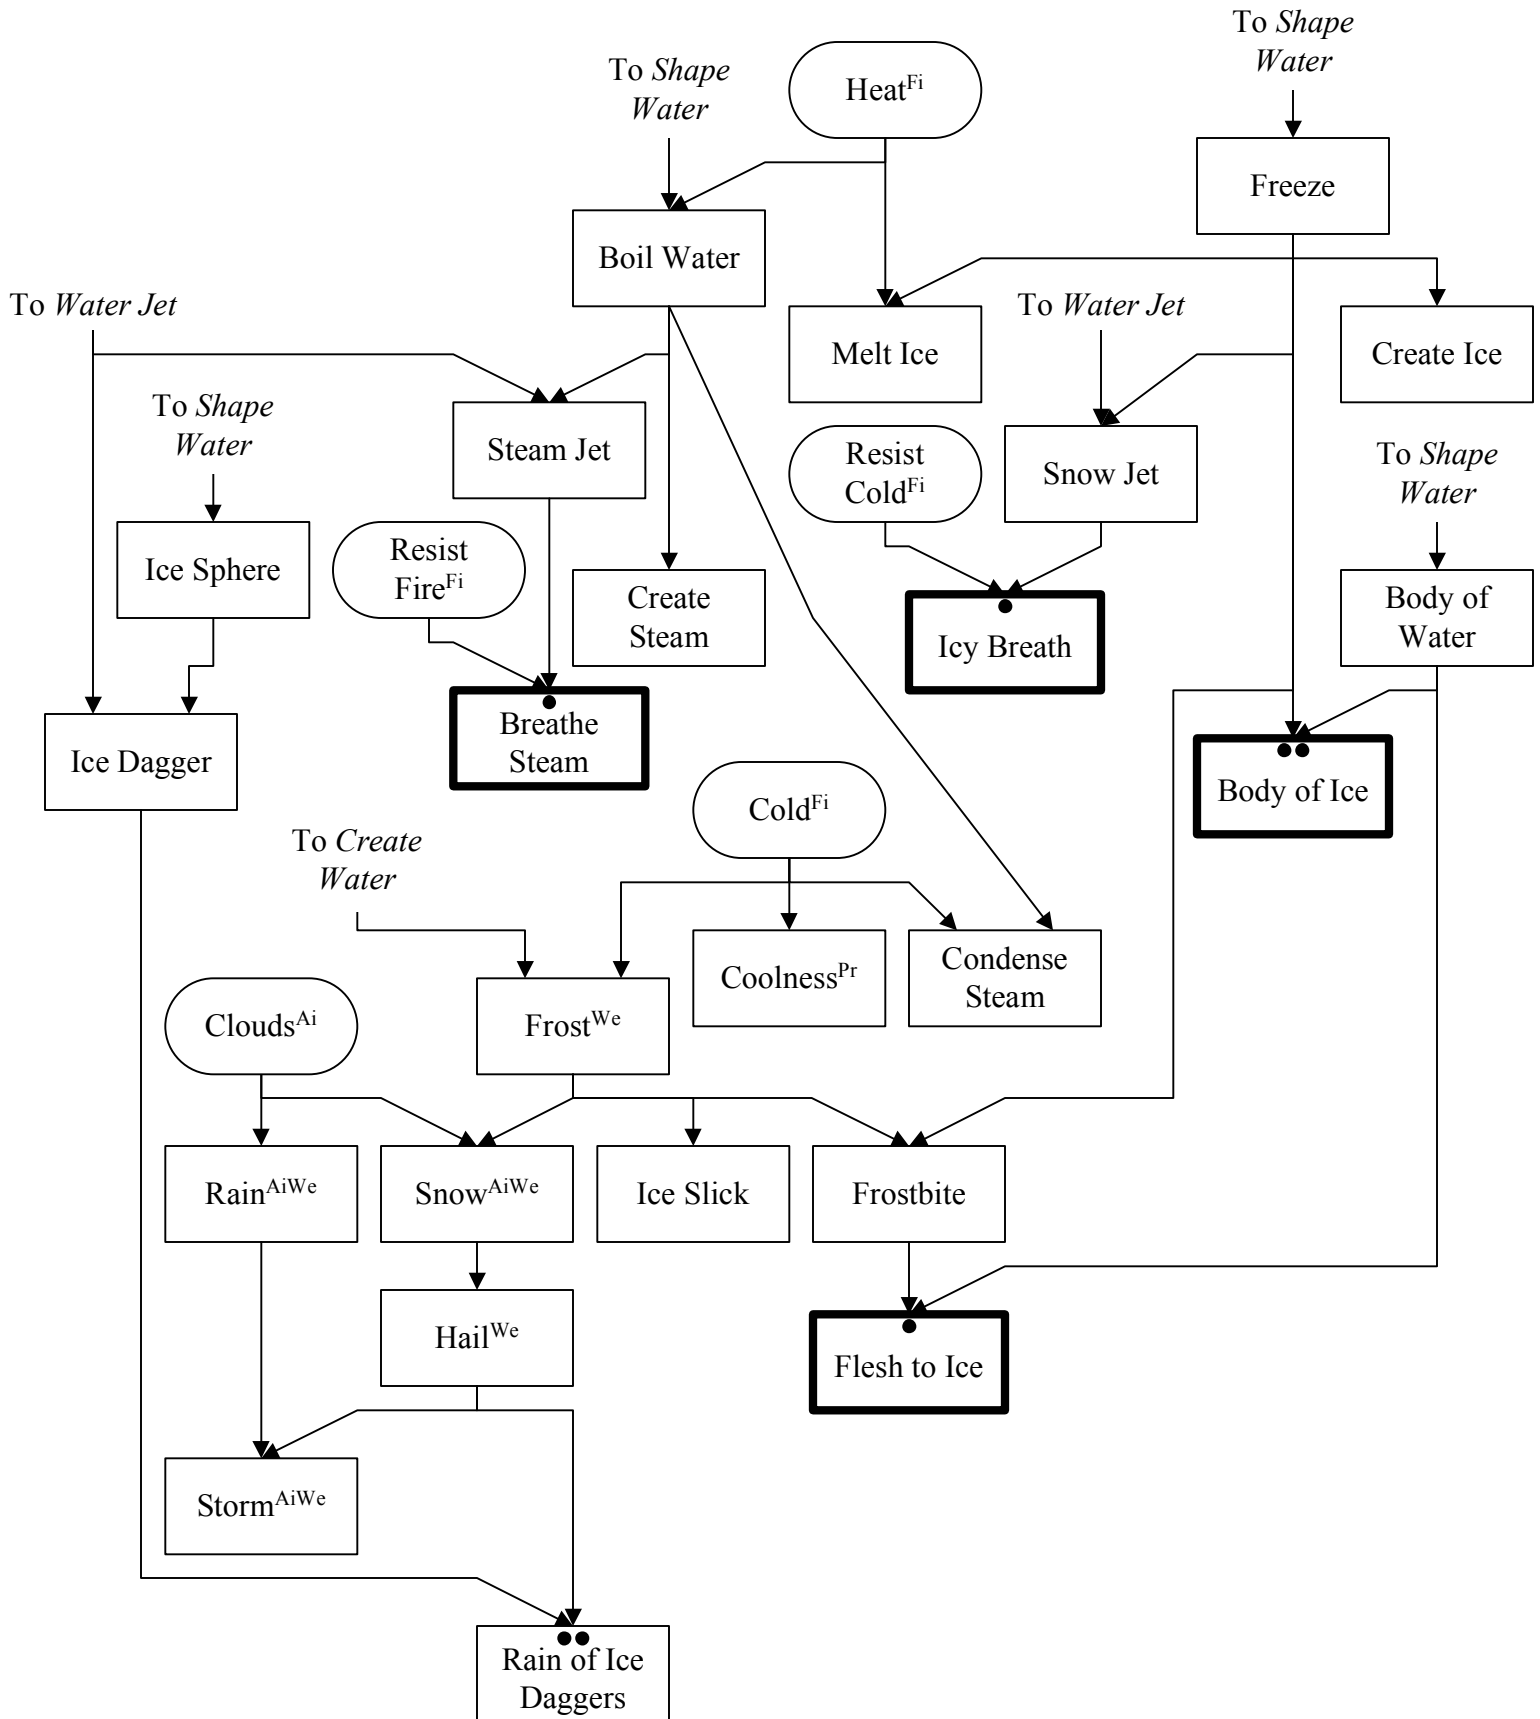 To Shape
Water
To Shape
Water
Heat^Fi
Freeze
Boil Water
To Water Jet
To Water Jet
Melt Ice
Create Ice
To Shape
Water
Steam Jet
Resist
Cold^Fi
Snow Jet
To Shape
Water
Ice Sphere
Resist
Fire^Fi
Create
Steam
Icy Breath
Body of
Water
Ice Dagger
Breathe
Steam
Body of Ice
Cold^Fi
To Create
Water
Coolness^Pr
Condense
Steam
Clouds^Ai
Frost^We
Rain^AiWe
Snow^AiWe
Ice Slick
Frostbite
Hail^We
Flesh to Ice
Storm^AiWe
Rain of Ice
Daggers